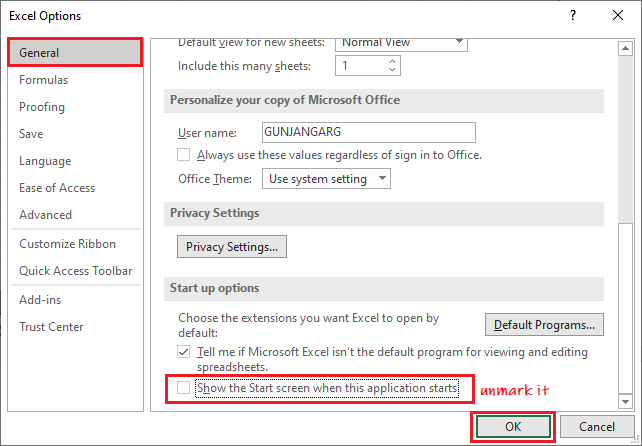 Excel Options
?
General
Formulas
Proofing
Save
Language
Ease of Access
Advanced
Customize Ribbon
Quick Access Toolbar
Add-ins
Trust Center
Default view for new sheets: Normal View
Include this many sheets: 1
Personalize your copy of Microsoft Office
User name: GUNJANGARG
Always use these values regardless of sign in to Office.
Office Theme: Use system setting
Privacy Settings
Privacy Settings...
Start up options
Choose the extensions you want Excel to open by
default:
Default Programs...
Tell me if Microsoft Excel isn't the default program for viewing and editing
spreadsheets.
Show the Start screen when this application starts
unmark it
OK Cancel